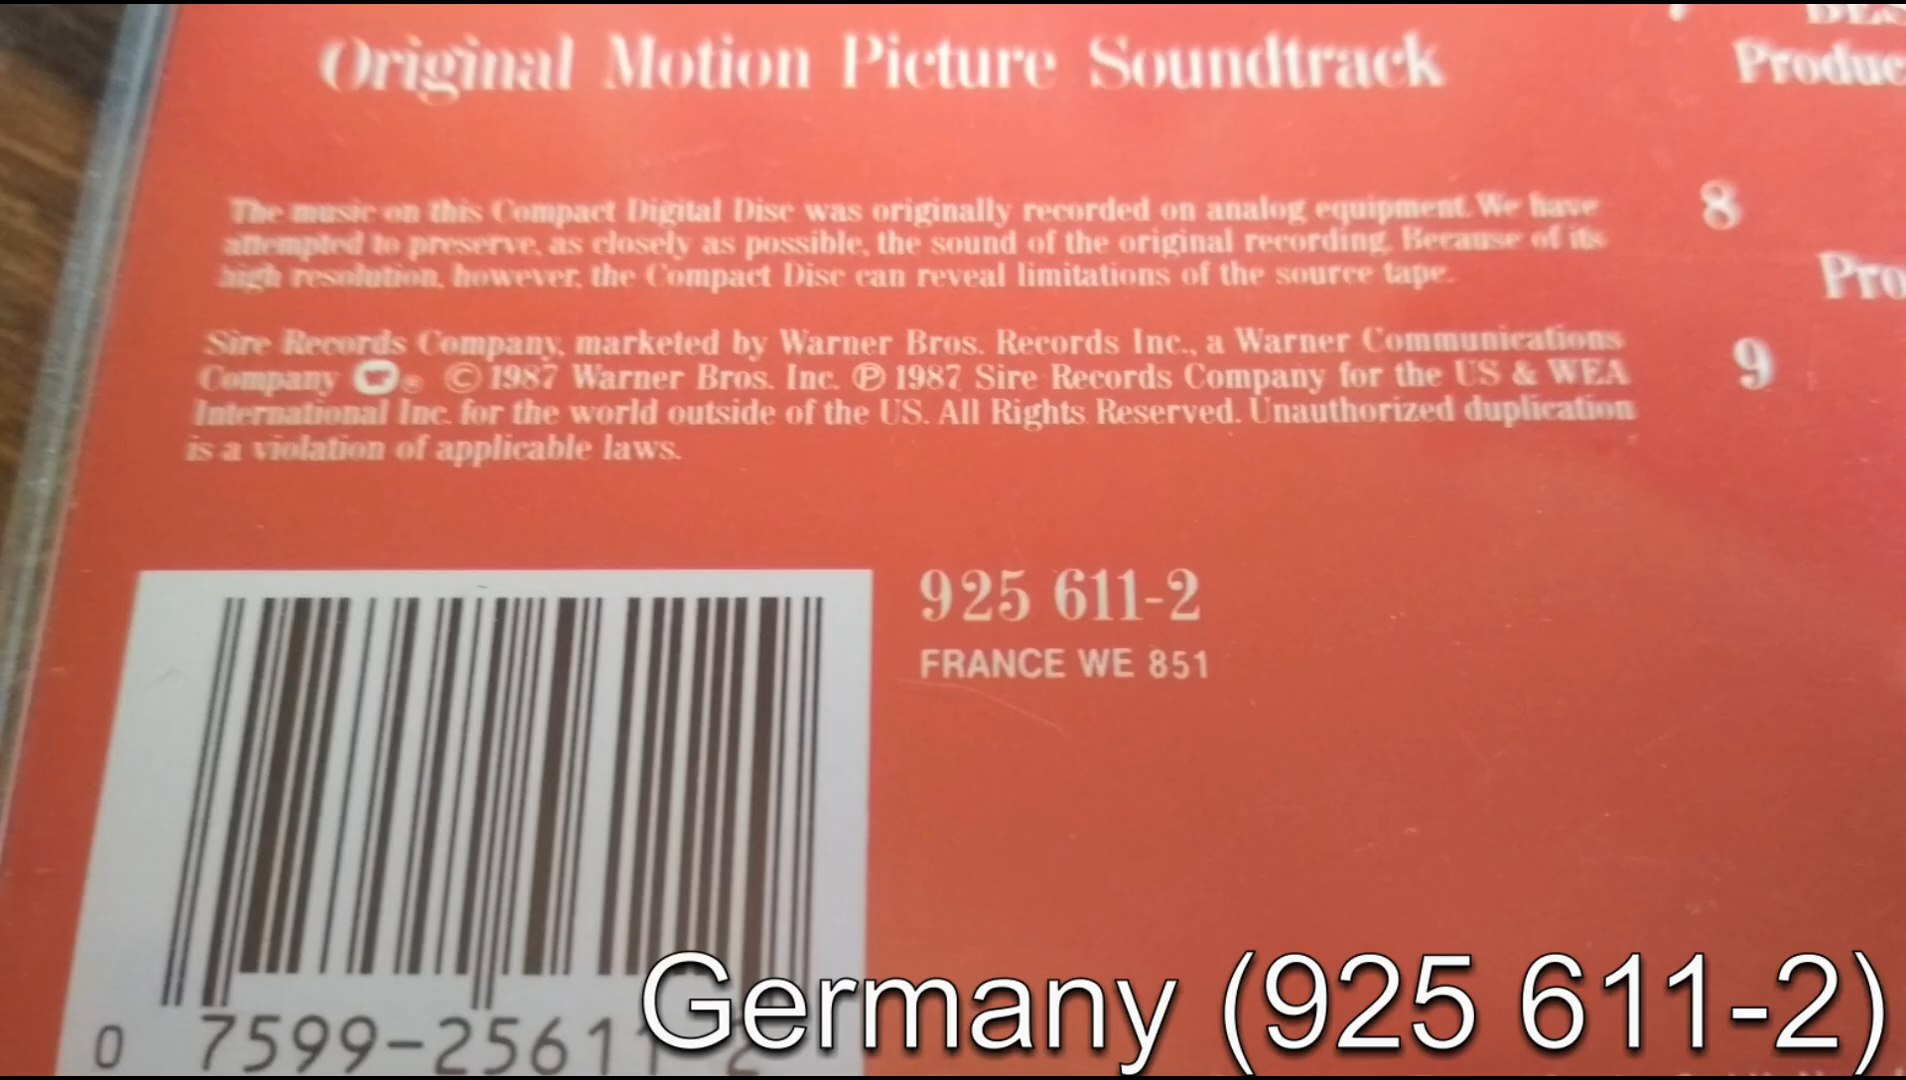 Original Motion Picture Soundtrack
Produc
The music on this Compact Digital Disc was originally recorded on analog equipment. We have
attempted to preserve, as closely as possible, the sound of the original recording. Because of its
high resolution, however, the Compact Disc can reveal limitations of the source tape.
8
Pro
Sire Records Company, marketed by Warner Bros. Records Inc., a Warner Communications
Company ® © 1987 Warner Bros. Inc. ℗ 1987 Sire Records Company for the US & WEA
International Inc. for the world outside of the US. All Rights Reserved. Unauthorized duplication
is a violation of applicable laws.
9
925 611-2
FRANCE WE 851
0 7599-25611 2
Germany (925 611-2)